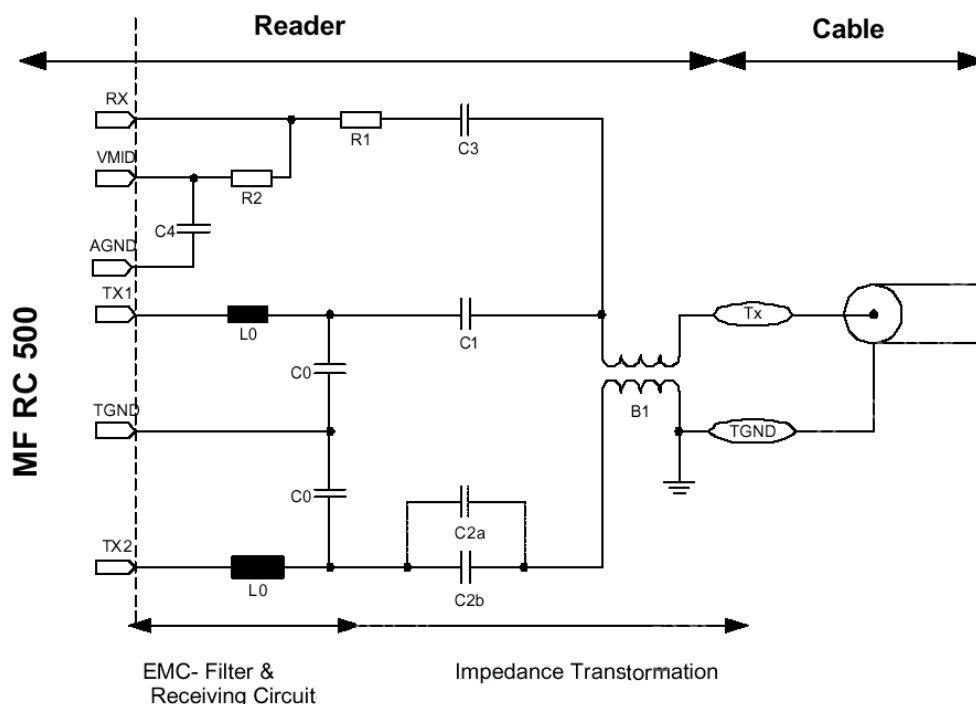 Reader
Cable
RX
R1
C3
VMID
R2
C4
AGND
TX1
Tx
L0
C1
C0
MF RC 500
TGND
B1
TGND
C0
C2a
TX2
L0
C2b
EMC- Filter &
Receiving Circuit
Impedance Transtormation